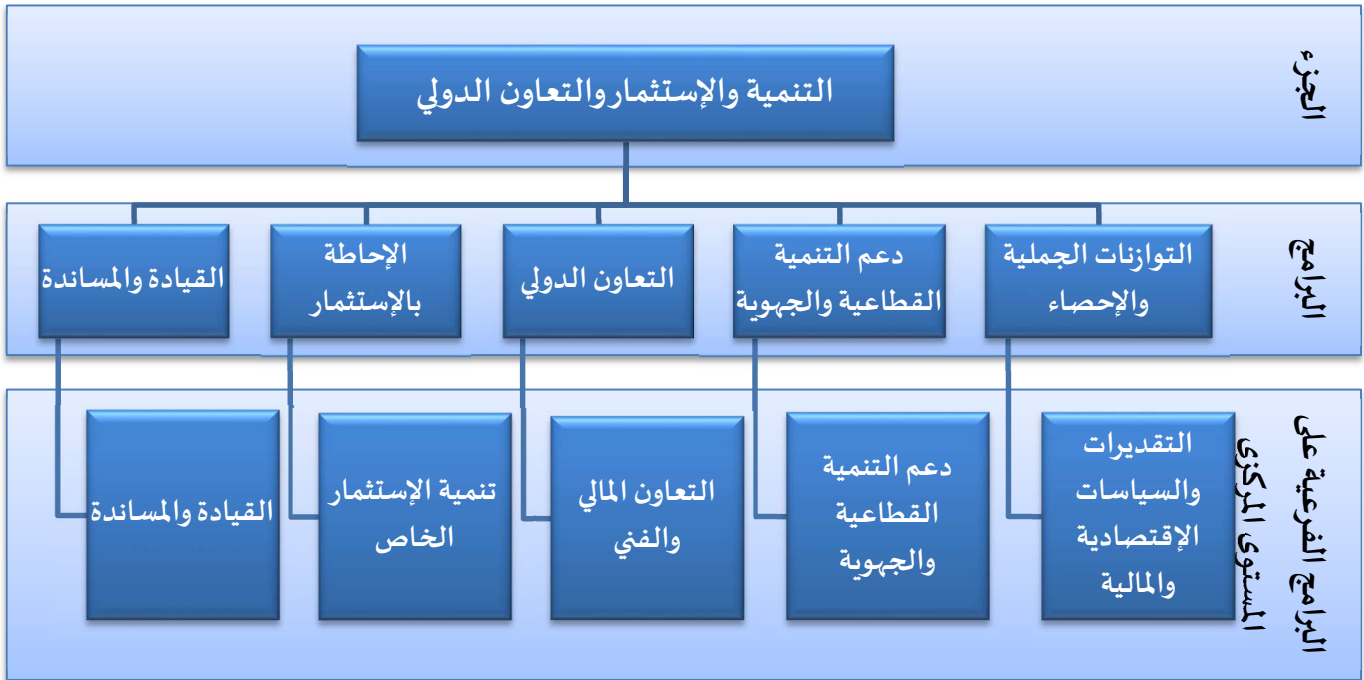 الجزء
التنمية والإستثمار والتعاون الدولي
البرامج
التوازنات الجملية
والإحصاء
دعم التنمية
القطاعية والجهوية
التعاون الدولي
الإحاطة
بالإستثمار
القيادة والمساندة
البرامج الفرعية على
المستوى المركزي
التقديرات
والسياسات
الإقتصادية
والمالية
دعم التنمية
القطاعية
والجهوية
التعاون المالي
والفني
تنمية الإستثمار
الخاص
القيادة والمساندة